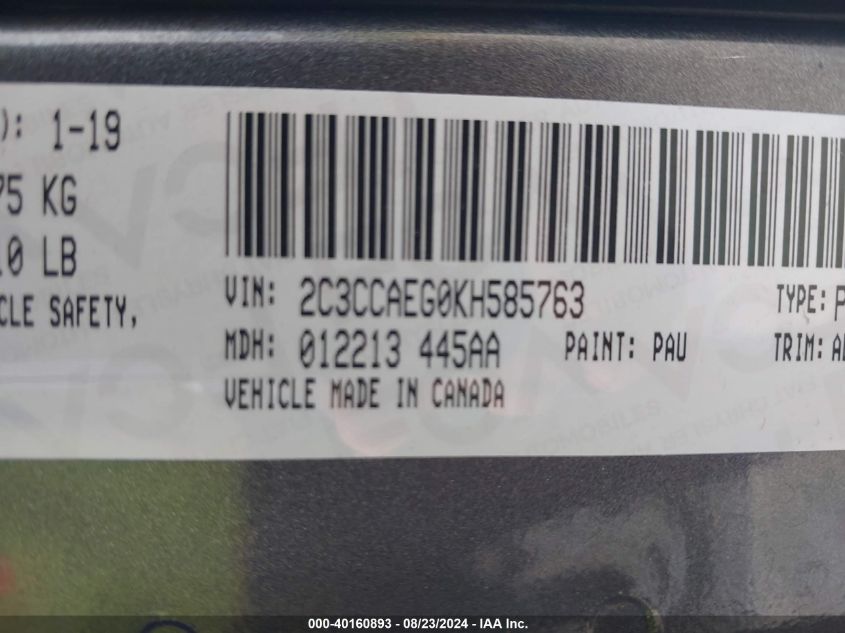 ): 1-19
75 KG
10 LB
CLE SAFETY,
VIN: 2C3CCAEG0KH585763
TYPE: P
MDH: 012213 445AA
PAINT: PAU
TRIM: A
VEHICLE MADE IN CANADA
000-40160893 - 08/23/2024 - IAA Inc.